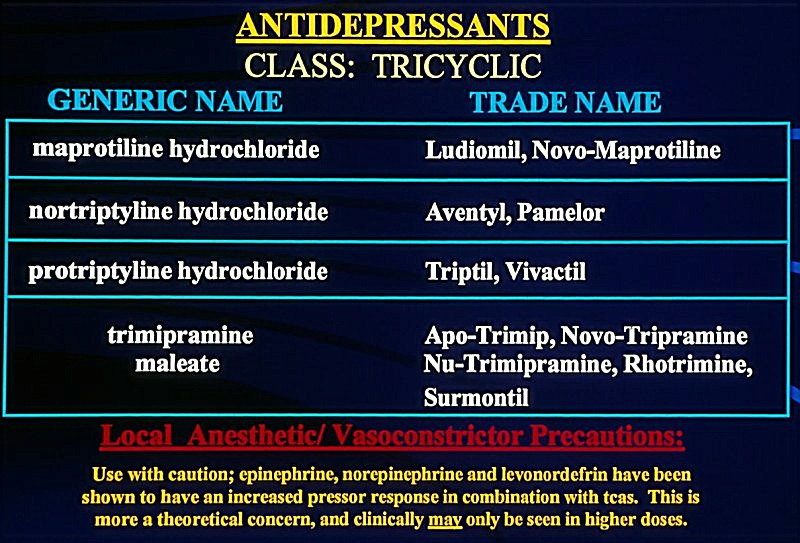 ANTIDEPRESSANTS
CLASS: TRICYCLIC
GENERIC NAME TRADE NAME
maprotiline hydrochloride Ludiomil, Novo-Maprotiline
nortriptyline hydrochloride Aventyl, Pamelor
protriptyline hydrochloride Triptil, Vivactil
trimipramine Apo-Trimip, Novo-Tripramine
maleate Nu-Trimipramine, Rhotrimine,
Surmontil
Local Anesthetic/ Vasoconstrictor Precautions:
Use with caution; epinephrine, norepinephrine and levonordefrin have been
shown to have an increased pressor response in combination with tcas. This is
more a theoretical concern, and clinically may only be seen in higher doses.